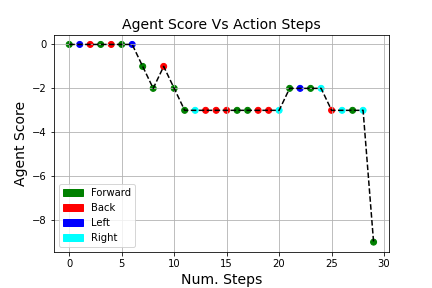 Agent Score Vs Action Steps
0
−2
−4
−6
−8
Agent Score
Forward
Back
Left
Right
0 5 10 15 20 25 30
Num. Steps